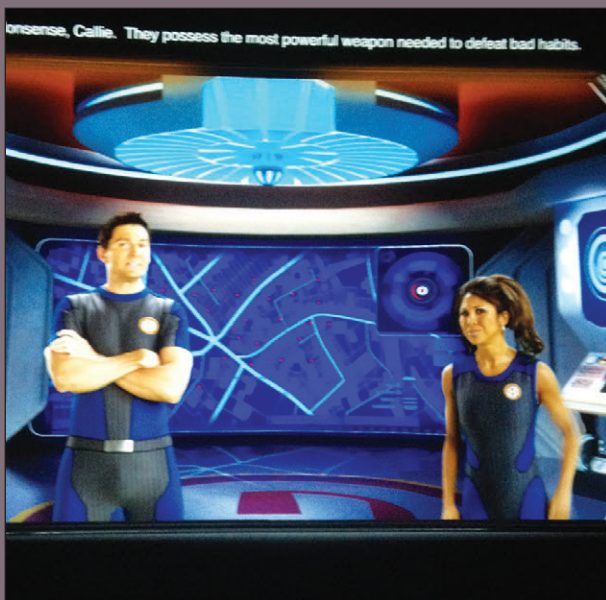 onsense, Callie. They possess the most powerful weapon needed to defeat bad habits.